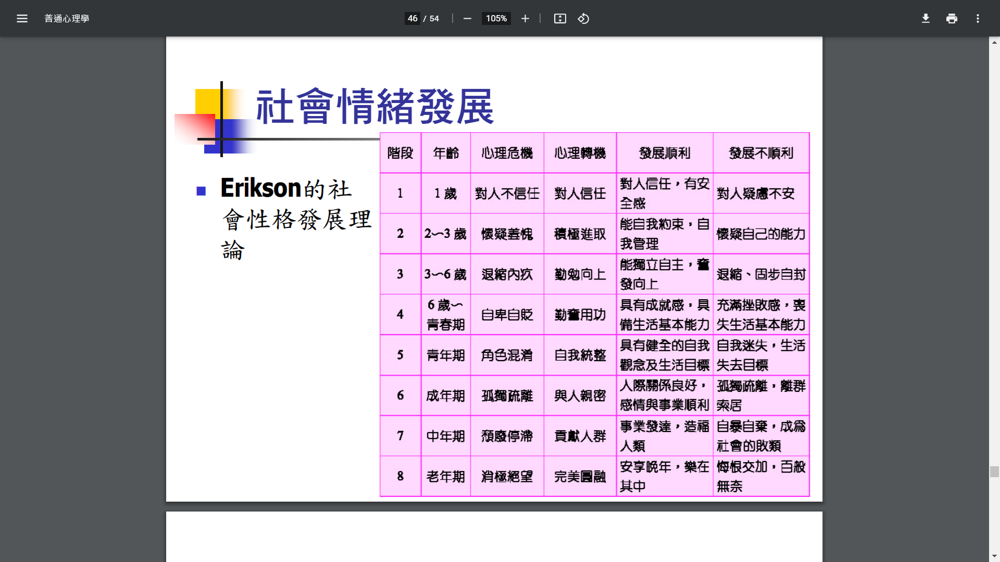 普通心理學
46 / 54
105%
社會情緒發展
Erikson的社
會性格發展理
論
階段 年齡 心理危機 心理轉機 發展順利 發展不順利
1 1 歲 對人不信任 對人信任 對人信任，有安全感 對人疑慮不安
2 2～3 歲 懷疑羞愧 積極進取 能自我約束，自我管理 懷疑自己的能力
3 3～6 歲 退縮內疚 勤勉向上 能獨立自主，奮發向上 退縮、固步自封
4 6 歲～青春期 自卑自貶 勤奮用功 具有成就感，具備生活基本能力 充滿挫敗感，喪失生活基本能力
5 青年期 角色混淆 自我統整 具有健全的自我觀念及生活目標 自我迷失，生活失去目標
6 成年期 孤獨疏離 與人親密 人際關係良好，感情與事業順利 孤獨疏離，離群索居
7 中年期 頹廢停滯 貢獻人群 事業發達，造福人類 自暴自棄，成為社會的敗類
8 老年期 消極絕望 完美圓融 安享晚年，樂在其中 悔恨交加，百般無奈